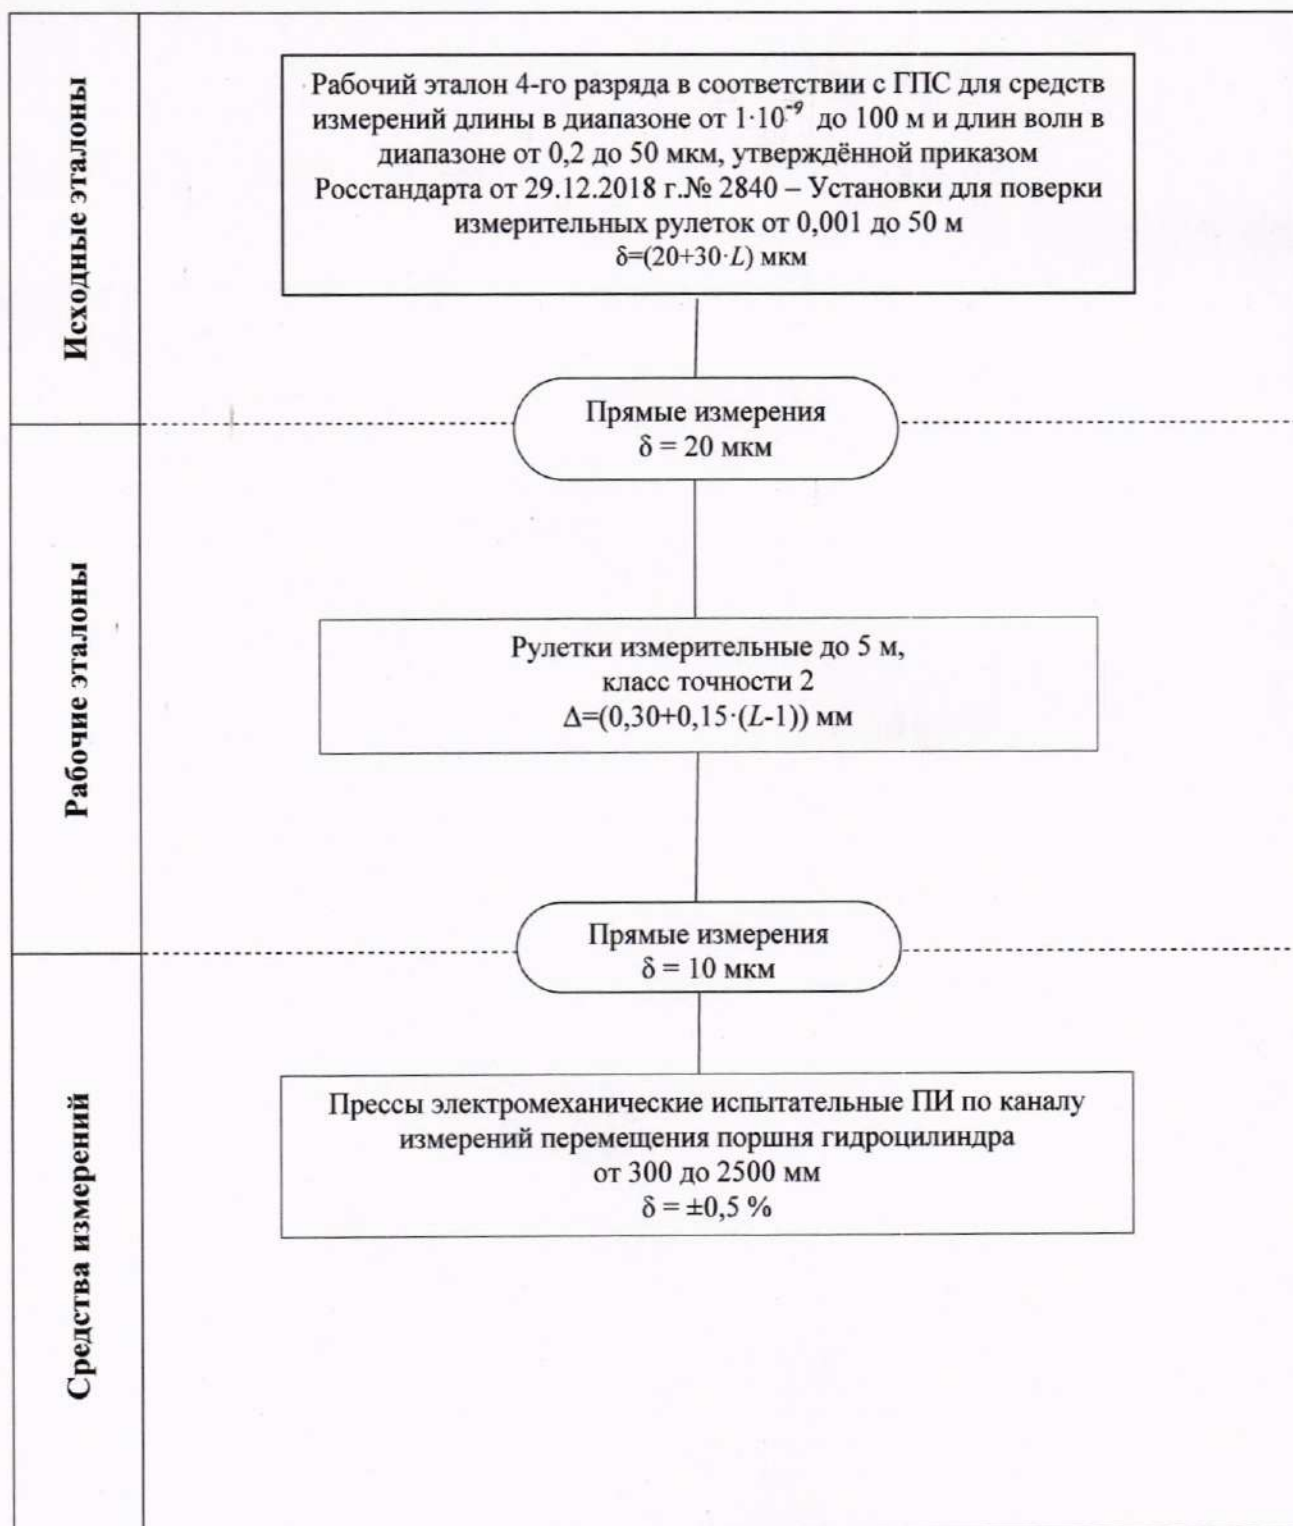 Исходные эталоны
Рабочий эталон 4-го разряда в соответствии с ГПС для средств
измерений длины в диапазоне от 1·10⁻⁹ до 100 м и длин волн в
диапазоне от 0,2 до 50 мкм, утверждённой приказом
Росстандарта от 29.12.2018 г.№ 2840 – Установки для поверки
измерительных рулеток от 0,001 до 50 м
δ=(20+30·L) мкм
Прямые измерения
δ = 20 мкм
Рабочие эталоны
Рулетки измерительные до 5 м,
класс точности 2
Δ=(0,30+0,15·(L-1)) мм
Прямые измерения
δ = 10 мкм
Средства измерений
Прессы электромеханические испытательные ПИ по каналу
измерений перемещения поршня гидроцилиндра
от 300 до 2500 мм
δ = ±0,5 %